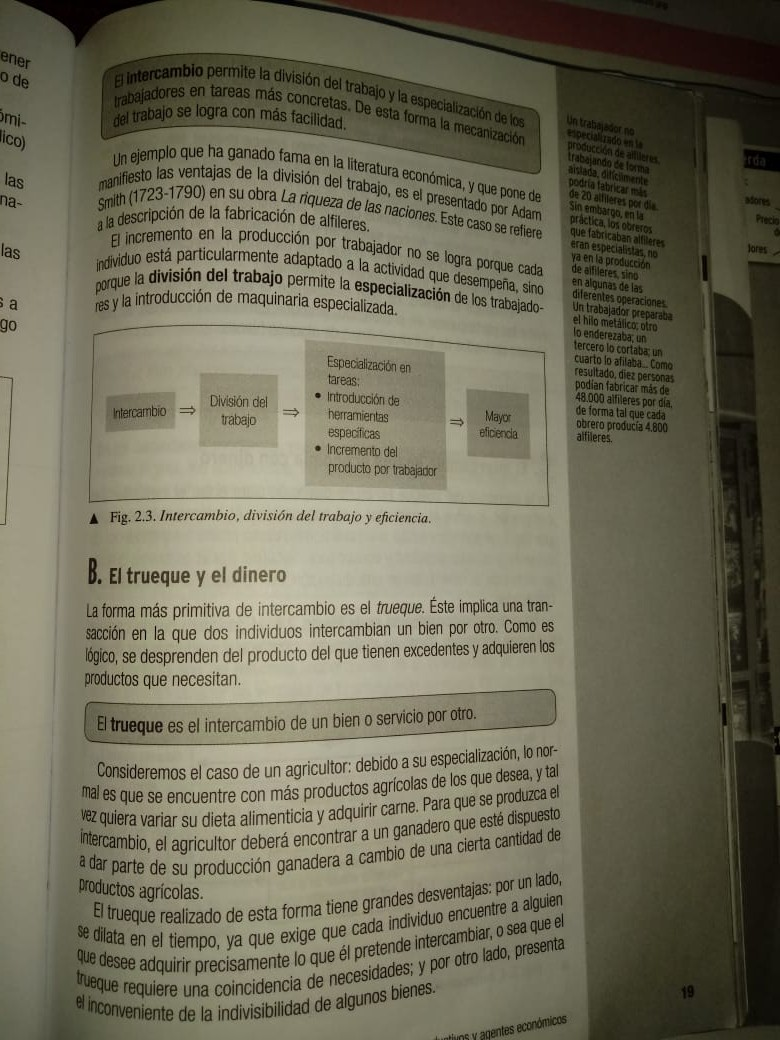 ener
o de
las
na-
las
s a
go
El intercambio permite la división del trabajo y la especialización de los
trabajadores en tareas más concretas. De esta forma la mecanización
del trabajo se logra con más facilidad.
Un ejemplo que ha ganado fama en la literatura económica, y que pone de
manifiesto las ventajas de la división del trabajo, es el presentado por Adam
Smith (1723-1790) en su obra La riqueza de las naciones. Este caso se refiere
a la descripción de la fabricación de alfileres.
El incremento en la producción por trabajador no se logra porque cada
individuo está particularmente adaptado a la actividad que desempeña, sino
porque la división del trabajo permite la especialización de los trabajado-
res y la introducción de maquinaria especializada.
Intercambio ⇒ División del
trabajo ⇒
Especialización en
tareas:
• Introducción de
herramientas
específicas
• Incremento del
producto por trabajador
⇒ Mayor
eficiencia
▲ Fig. 2.3. Intercambio, división del trabajo y eficiencia.
B. El trueque y el dinero
La forma más primitiva de intercambio es el trueque. Éste implica una tran-
sacción en la que dos individuos intercambian un bien por otro. Como es
lógico, se desprenden del producto del que tienen excedentes y adquieren los
productos que necesitan.
El trueque es el intercambio de un bien o servicio por otro.
Consideremos el caso de un agricultor: debido a su especialización, lo nor-
mal es que se encuentre con más productos agrícolas de los que desea, y tal
vez quiera variar su dieta alimenticia y adquirir carne. Para que se produzca el
intercambio, el agricultor deberá encontrar a un ganadero que esté dispuesto
a dar parte de su producción ganadera a cambio de una cierta cantidad de
productos agrícolas.
El trueque realizado de esta forma tiene grandes desventajas: por un lado,
se dilata en el tiempo, ya que exige que cada individuo encuentre a alguien
que desee adquirir precisamente lo que él pretende intercambiar, o sea que el
trueque requiere una coincidencia de necesidades; y por otro lado, presenta
el inconveniente de la indivisibilidad de algunos bienes.
y agentes económicos
Un trabajador no
especializado en la
producción de alfileres,
trabajando de forma
aislada, difícilmente
podría fabricar más
de 20 alfileres por día.
Sin embargo, en la
práctica, los obreros
que fabricaban alfileres
eran especialistas, no
ya en la producción
de alfileres, sino
en algunas de las
diferentes operaciones.
Un trabajador preparaba
el hilo metálico; otro
lo enderezaba; un
tercero lo cortaba; un
cuarto lo afilaba... Como
resultado, diez personas
podían fabricar más de
48.000 alfileres por día,
de forma tal que cada
obrero producía 4.800
alfileres.
19
erda
adores
Precio
dores